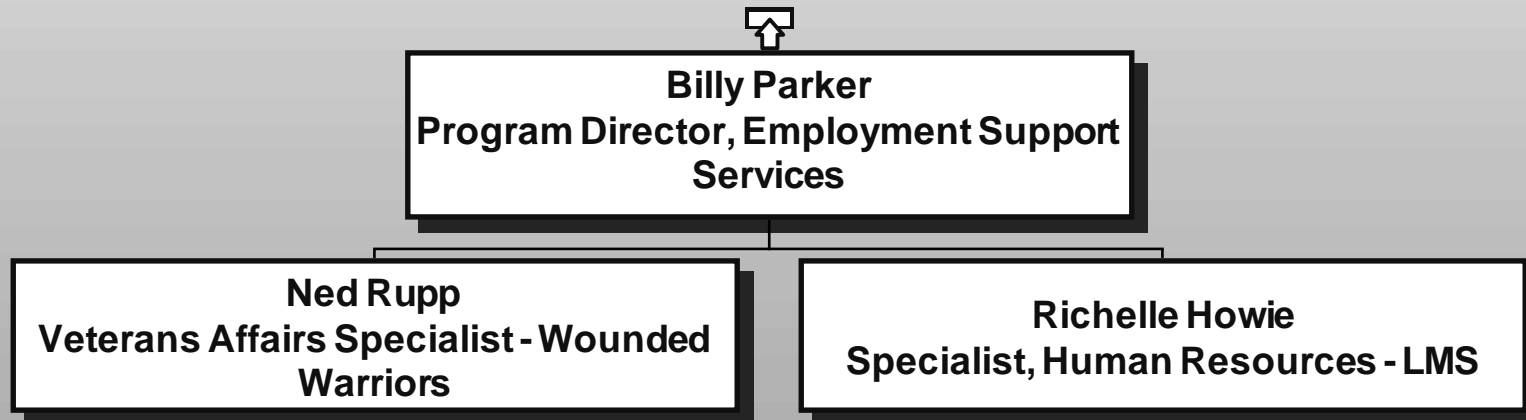 Billy Parker
Program Director, Employment Support
Services
Ned Rupp
Veterans Affairs Specialist - Wounded
Warriors
Richelle Howie
Specialist, Human Resources - LMS